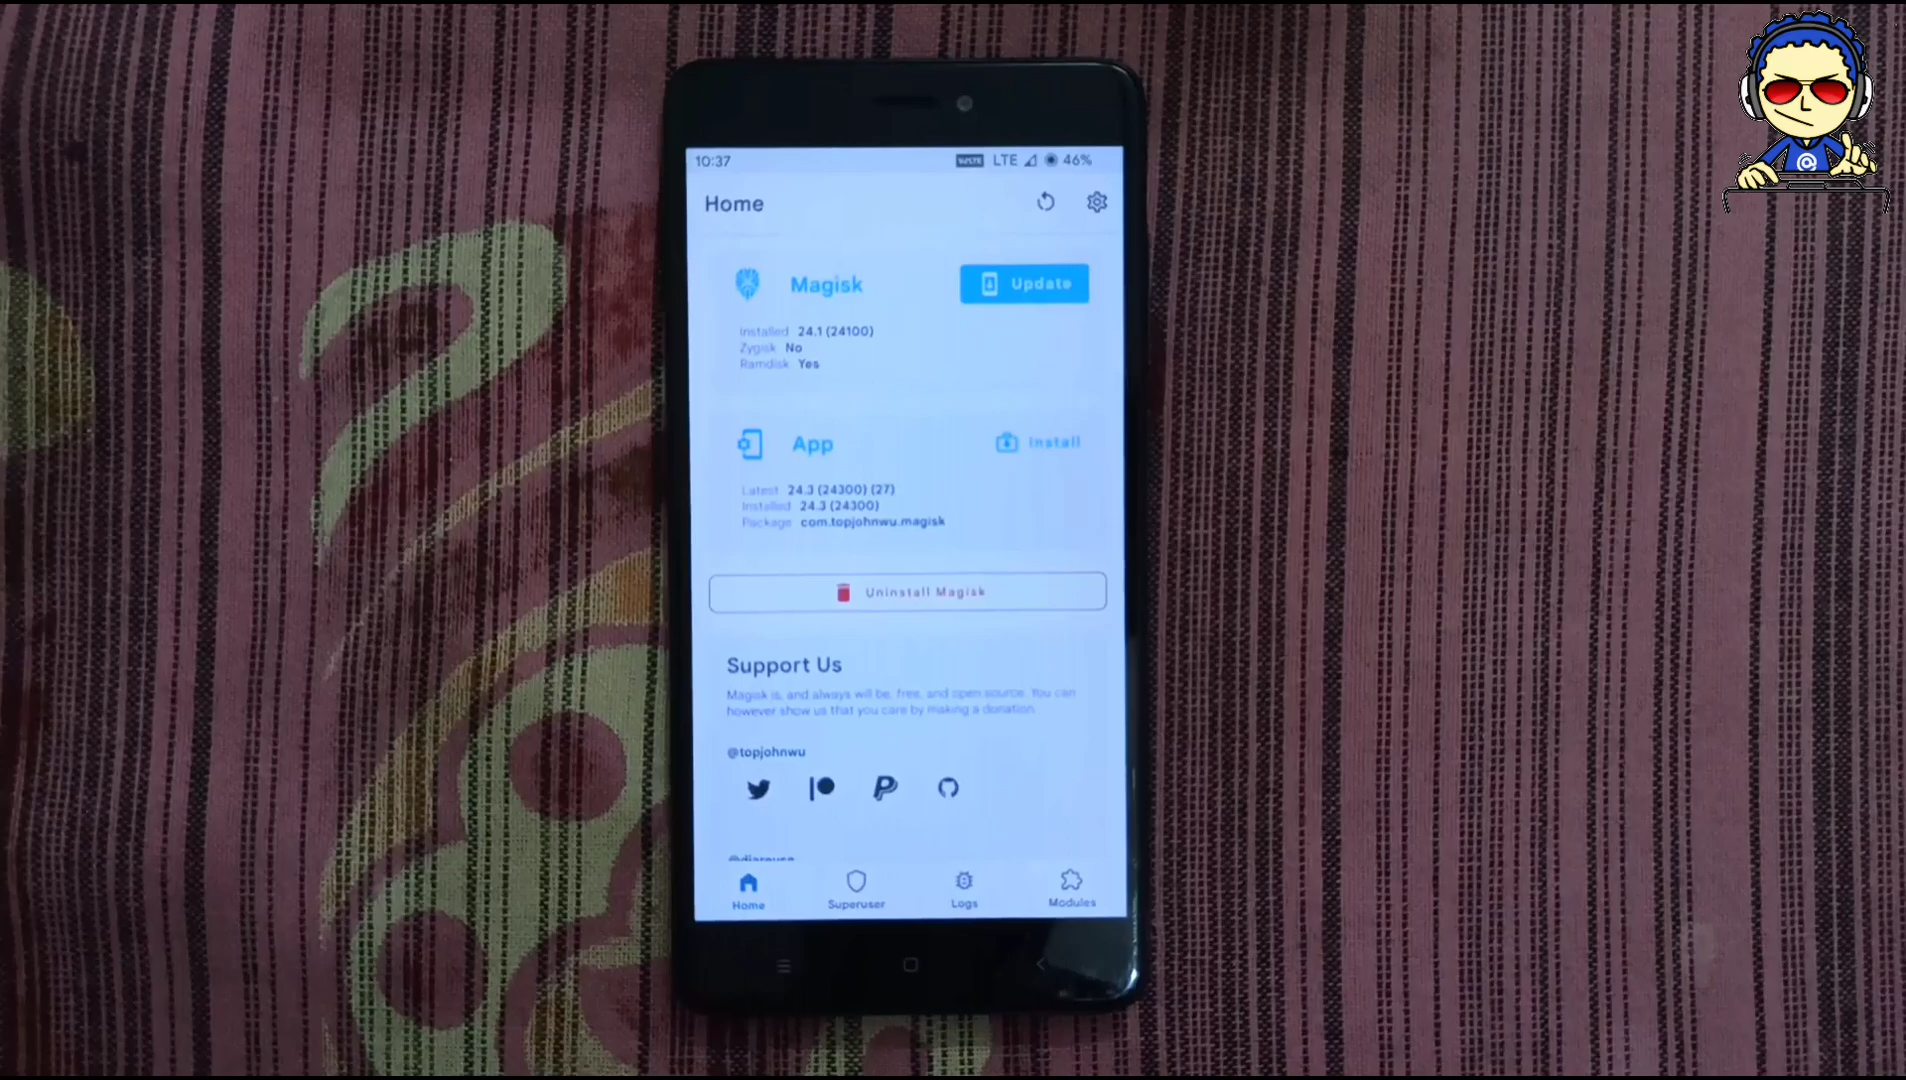 10:37 VoLTE LTE 46%
Home
Magisk Update
Installed 24.1 (24100)
Zygisk No
Ramdisk Yes
App Install
Latest 24.3 (24300) (27)
Installed 24.3 (24300)
Package com.topjohnwu.magisk
Uninstall Magisk
Support Us
Magisk is, and always will be, free, and open source. You can
however show us that you care by making a donation.
@topjohnwu
Home Superuser Logs Modules
@